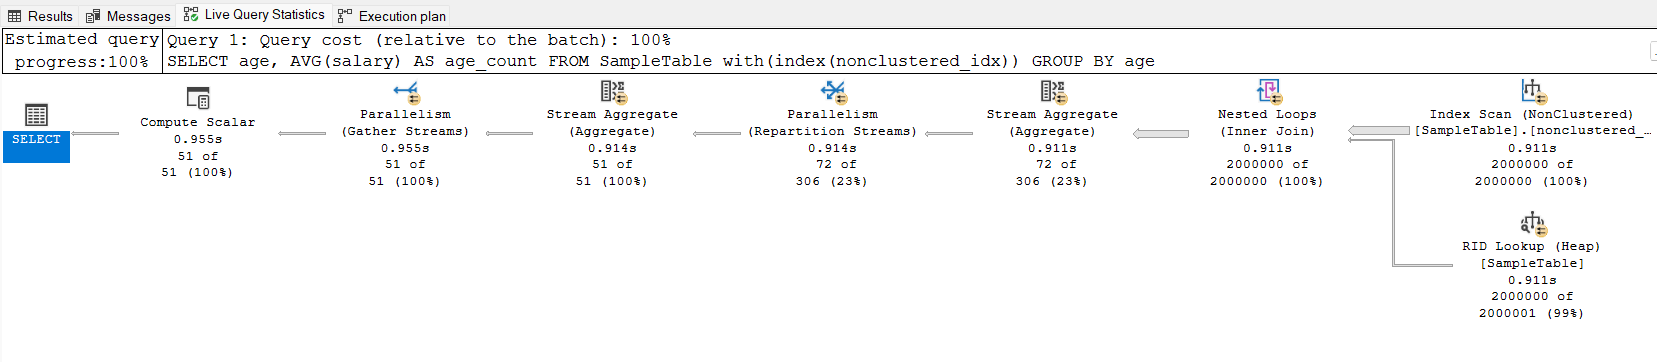 Results Messages Live Query Statistics Execution plan
Estimated query
progress:100%
Query 1: Query cost (relative to the batch): 100%
SELECT age, AVG(salary) AS age_count FROM SampleTable with(index(nonclustered_idx)) GROUP BY age
SELECT
Compute Scalar
0.955s
51 of
51 (100%)
Parallelism
(Gather Streams)
0.955s
51 of
51 (100%)
Stream Aggregate
(Aggregate)
0.914s
51 of
51 (100%)
Parallelism
(Repartition Streams)
0.914s
72 of
306 (23%)
Stream Aggregate
(Aggregate)
0.911s
72 of
306 (23%)
Nested Loops
(Inner Join)
0.911s
2000000 of
2000000 (100%)
Index Scan (NonClustered)
[SampleTable].[nonclustered_…
0.911s
2000000 of
2000000 (100%)
RID Lookup (Heap)
[SampleTable]
0.911s
2000000 of
2000001 (99%)